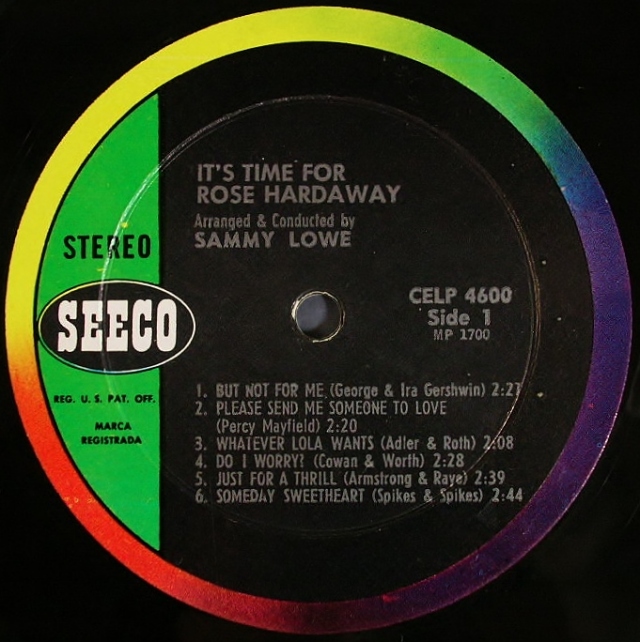 IT'S TIME FOR
ROSE HARDAWAY
Arranged & Conducted by
SAMMY LOWE
STEREO
SEECO
REG. U. S. PAT. OFF.
MARCA
REGISTRADA
CELP 4600
Side 1
MP 1700
1. BUT NOT FOR ME (George & Ira Gershwin) 2:27
2. PLEASE SEND ME SOMEONE TO LOVE
(Percy Mayfield) 2:20
3. WHATEVER LOLA WANTS (Adler & Roth) 2:08
4. DO I WORRY? (Cowan & Worth) 2:28
5. JUST FOR A THRILL (Armstrong & Raye) 2:39
6. SOMEDAY SWEETHEART (Spikes & Spikes) 2:44